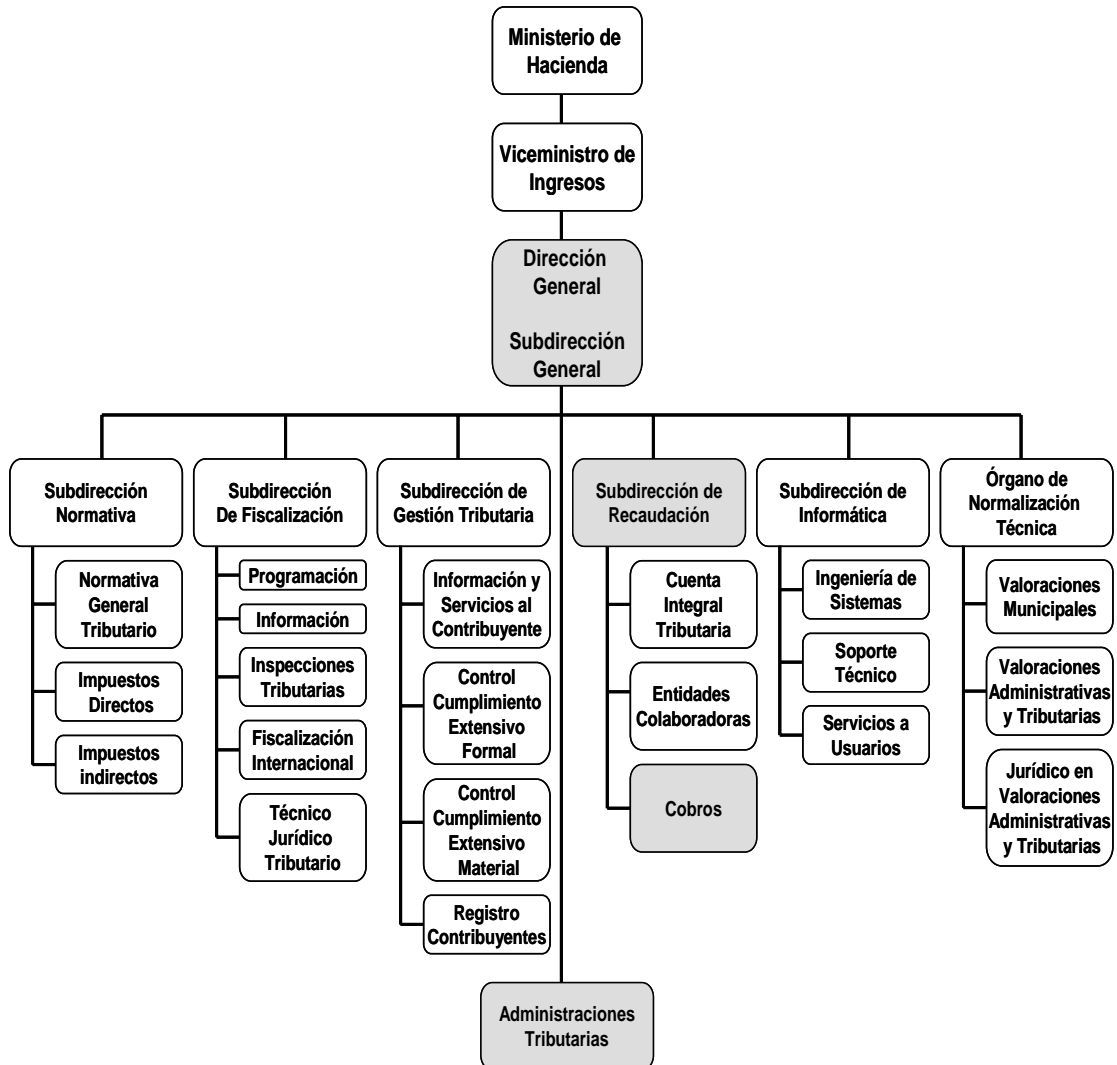 Ministerio de
Hacienda
Viceministro de
Ingresos
Dirección
General
Subdirección
General
Subdirección
Normativa
Normativa
General
Tributario
Impuestos
Directos
Impuestos
indirectos
Subdirección
De Fiscalización
Programación
Información
Inspecciones
Tributarias
Fiscalización
Internacional
Técnico
Jurídico
Tributario
Subdirección de
Gestión Tributaria
Información y
Servicios al
Contribuyente
Control
Cumplimiento
Extensivo
Formal
Control
Cumplimiento
Extensivo
Material
Registro
Contribuyentes
Subdirección de
Recaudación
Cuenta
Integral
Tributaria
Entidades
Colaboradoras
Cobros
Subdirección de
Informática
Ingeniería de
Sistemas
Soporte
Técnico
Servicios a
Usuarios
Órgano de
Normalización
Técnica
Valoraciones
Municipales
Valoraciones
Administrativas
y Tributarias
Jurídico en
Valoraciones
Administrativas
y Tributarias
Administraciones
Tributarias